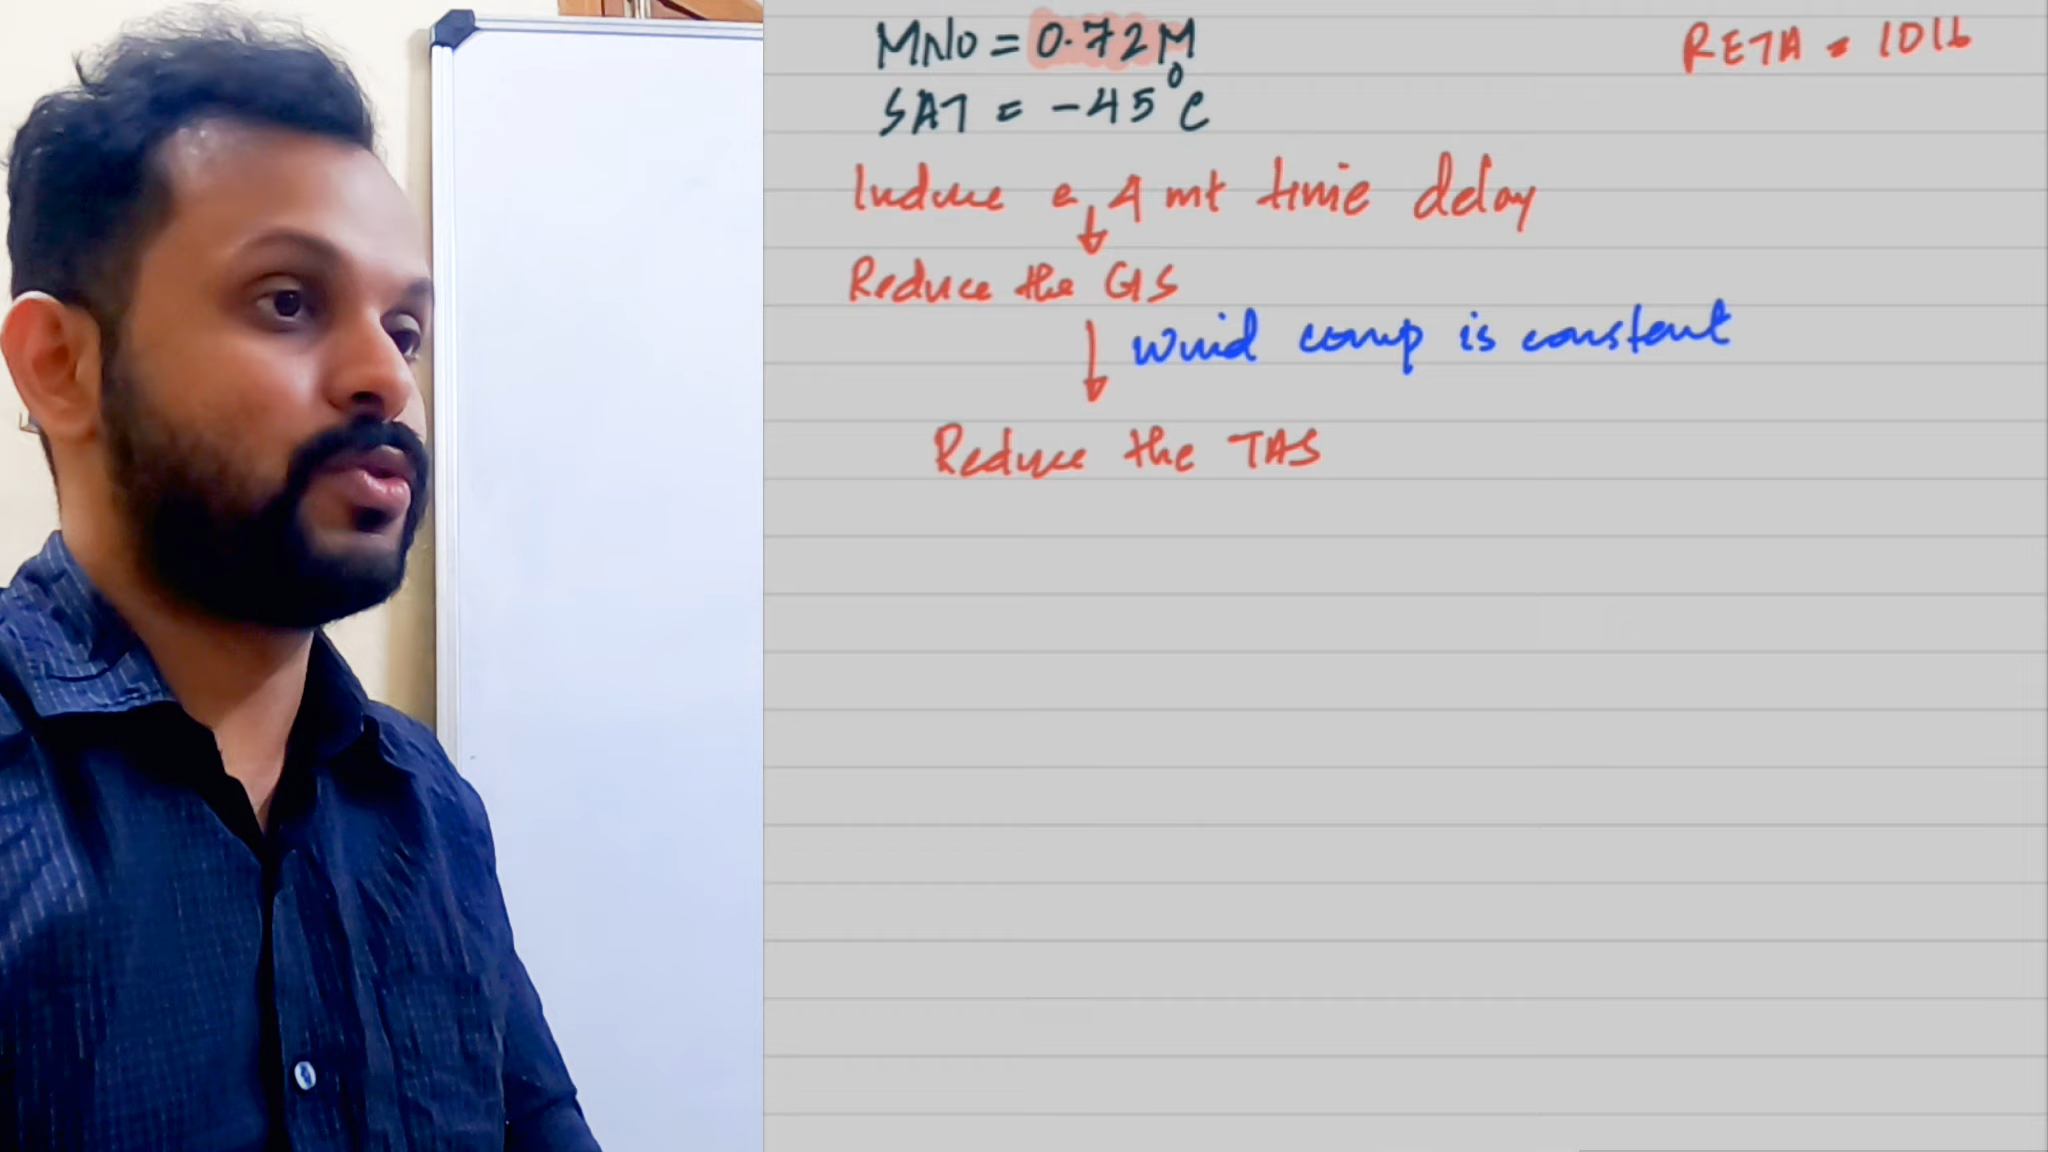 MNo = 0.72M
RETA = 1016
SAT = -45°C
Induce a 4 mt time delay
Reduce the GS
wind comp is constant
Reduce the TAS